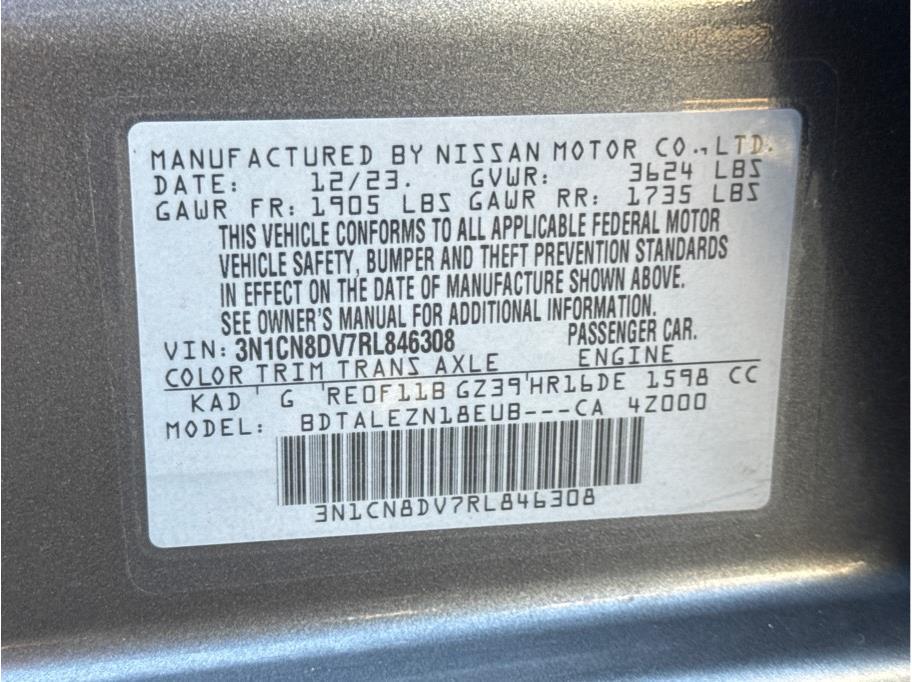 MANUFACTURED BY NISSAN MOTOR CO., LTD.
DATE: 12/23. GVWR: 3624 LBS
GAWR FR: 1905 LBS GAWR RR: 1735 LBS
THIS VEHICLE CONFORMS TO ALL APPLICABLE FEDERAL MOTOR
VEHICLE SAFETY, BUMPER AND THEFT PREVENTION STANDARDS
IN EFFECT ON THE DATE OF MANUFACTURE SHOWN ABOVE.
SEE OWNER'S MANUAL FOR ADDITIONAL INFORMATION.
VIN: 3N1CN8DV7RL846308 PASSENGER CAR.
COLOR TRIM TRANS AXLE ENGINE
KAD ' G 'RE0F11B GZ39'HR16DE 1598 CC
MODEL: BDTALEZN18EUB---CA 4Z000
3N1CN8DV7RL846308